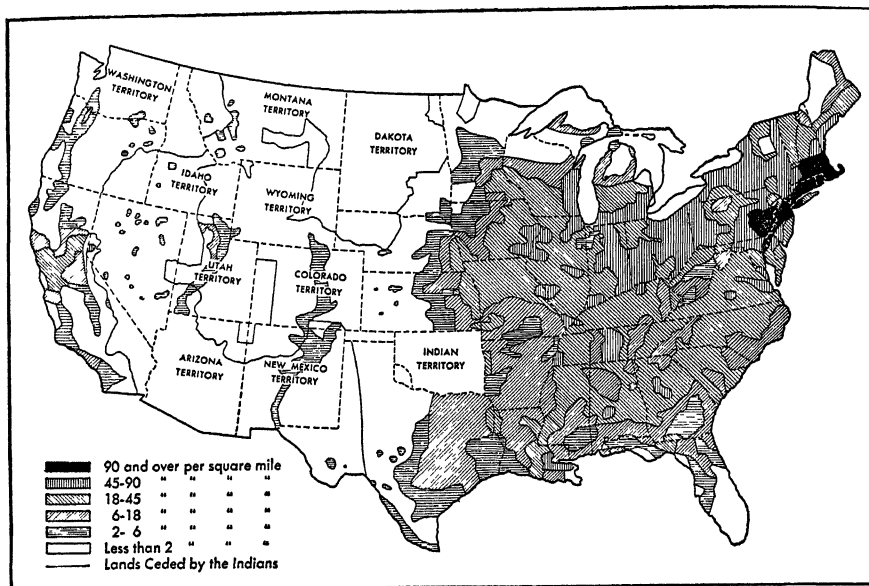 WASHINGTON
TERRITORY
MONTANA
TERRITORY
DAKOTA
TERRITORY
IDAHO
TERRITORY
WYOMING
TERRITORY
UTAH
TERRITORY
COLORADO
TERRITORY
ARIZONA
TERRITORY
NEW MEXICO
TERRITORY
INDIAN
TERRITORY
90 and over per square mile
45-90 " " " "
18-45 " " " "
6-18 " " " "
2- 6 " " " "
Less than 2 " " " "
Lands Ceded by the Indians